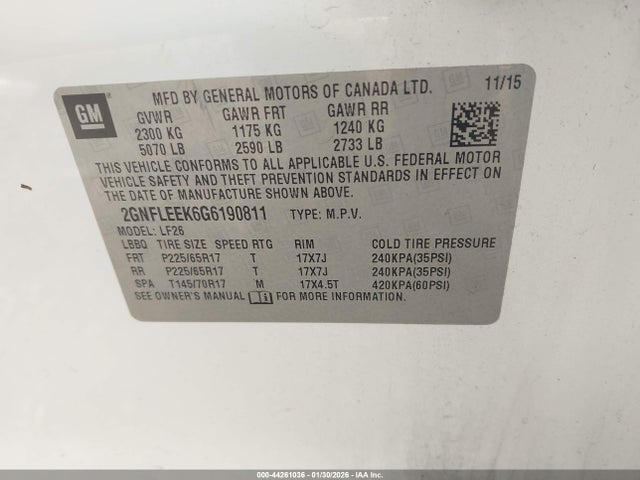 GM
MFD BY GENERAL MOTORS OF CANADA LTD. 11/15
GVWR GAWR FRT GAWR RR
2300 KG 1175 KG 1240 KG
5070 LB 2590 LB 2733 LB
THIS VEHICLE CONFORMS TO ALL APPLICABLE U.S. FEDERAL MOTOR
VEHICLE SAFETY AND THEFT PREVENTION STANDARDS IN EFFECT ON
THE DATE OF MANUFACTURE SHOWN ABOVE.
2GNFLEEK6G6190811 TYPE: M.P.V.
MODEL: LF26
LBBQ TIRE SIZE SPEED RTG RIM COLD TIRE PRESSURE
FRT P225/65R17 T 17X7J 240KPA(35PSI)
RR P225/65R17 T 17X7J 240KPA(35PSI)
SPA T145/70R17 M 17X4.5T 420KPA(60PSI)
SEE OWNER'S MANUAL FOR MORE INFORMATION
000-44261036 - 01/30/2026 - IAA Inc.